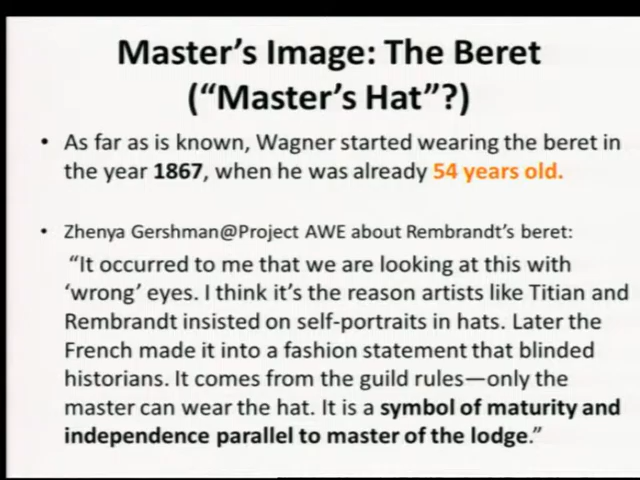 Master's Image: The Beret
("Master's Hat"?)
• As far as is known, Wagner started wearing the beret in
the year 1867, when he was already 54 years old.
• Zhenya Gershman@Project AWE about Rembrandt's beret:
"It occurred to me that we are looking at this with
'wrong' eyes. I think it's the reason artists like Titian and
Rembrandt insisted on self-portraits in hats. Later the
French made it into a fashion statement that blinded
historians. It comes from the guild rules—only the
master can wear the hat. It is a symbol of maturity and
independence parallel to master of the lodge."